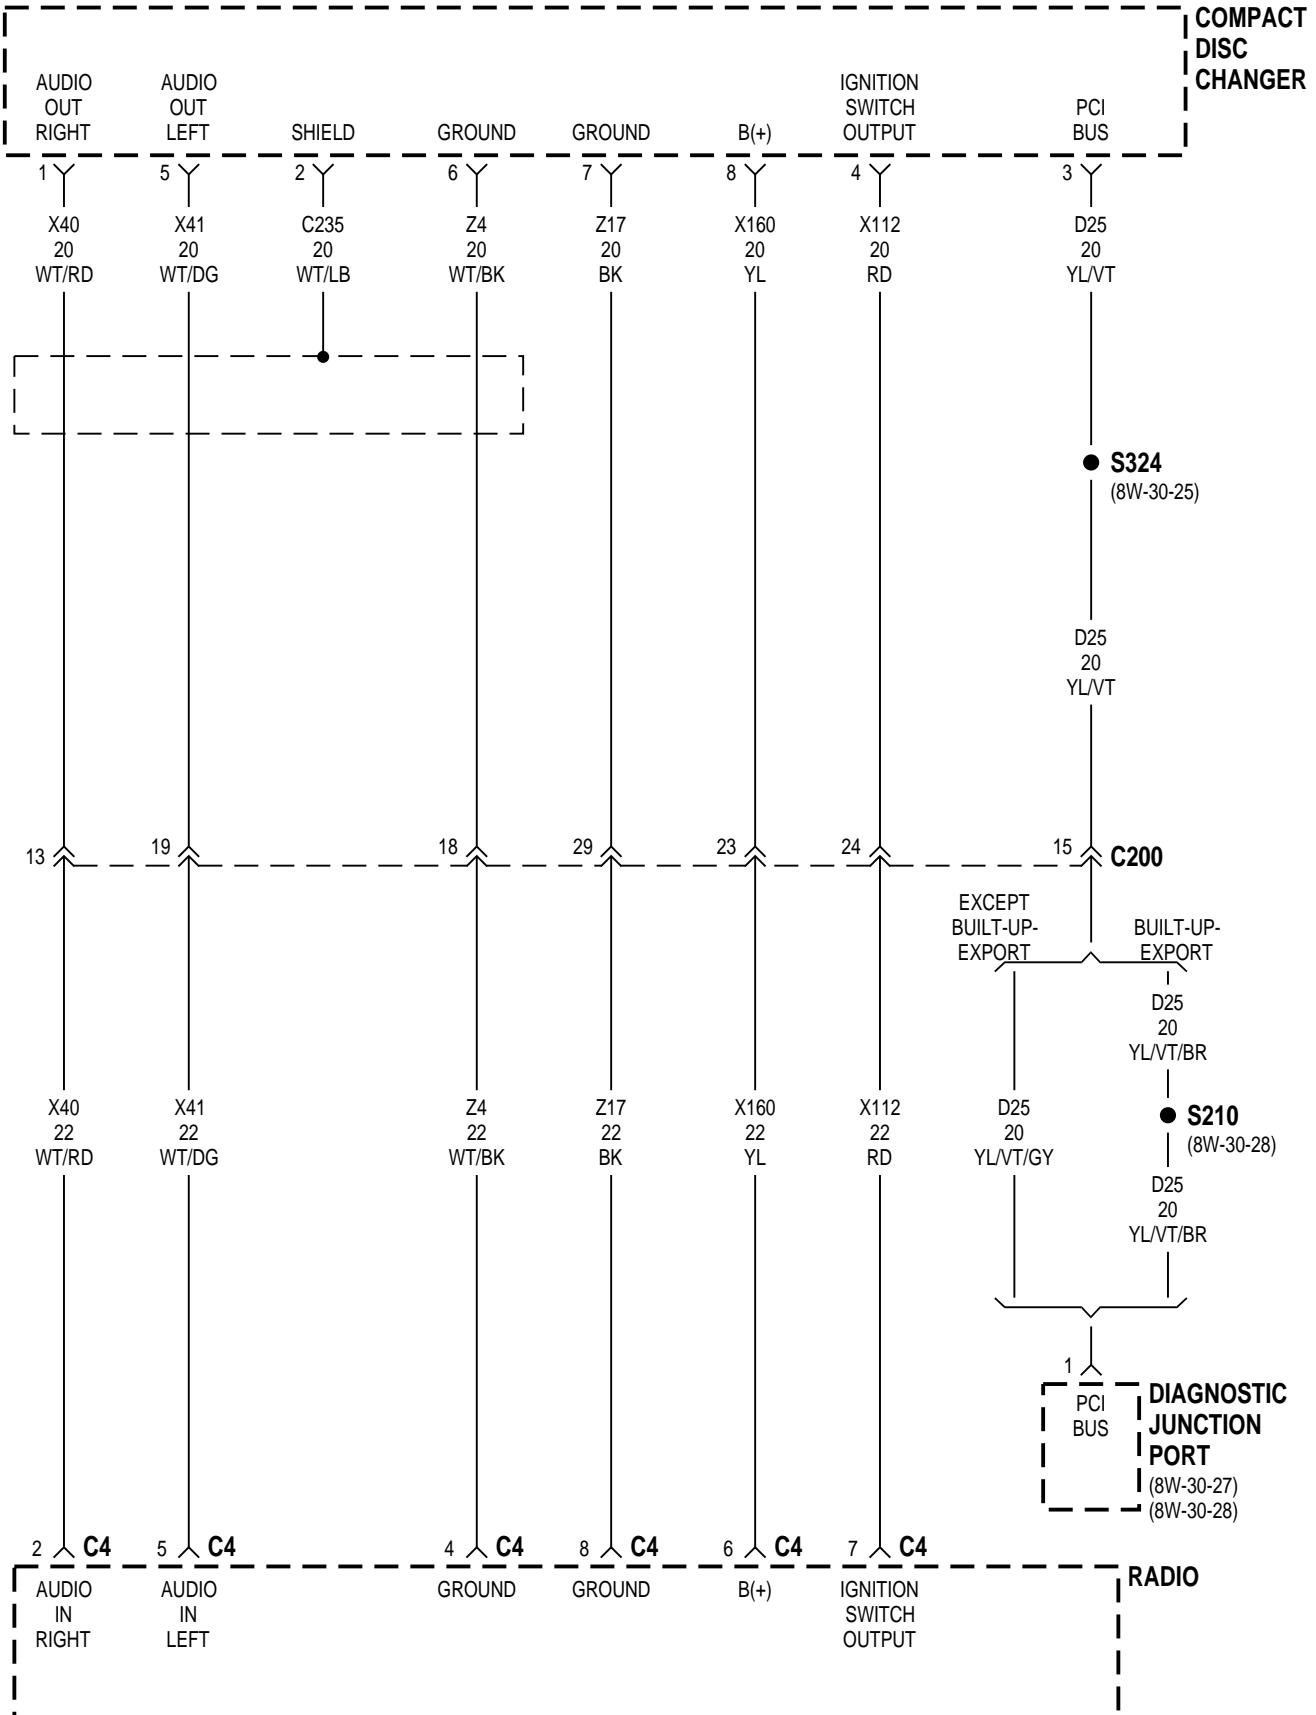 COMPACT
DISC
CHANGER
AUDIO
OUT
RIGHT
AUDIO
OUT
LEFT
SHIELD
GROUND
GROUND
B(+)
IGNITION
SWITCH
OUTPUT
PCI
BUS
1
5
2
6
7
8
4
3
X40
20
WT/RD
X41
20
WT/DG
C235
20
WT/LB
Z4
20
WT/BK
Z17
20
BK
X160
20
YL
X112
20
RD
D25
20
YL/VT
S324
(8W-30-25)
D25
20
YL/VT
13
19
18
29
23
24
15
C200
EXCEPT
BUILT-UP-
EXPORT
BUILT-UP-
EXPORT
D25
20
YL/VT/BR
X40
22
WT/RD
X41
22
WT/DG
Z4
22
WT/BK
Z17
22
BK
X160
22
YL
X112
22
RD
D25
20
YL/VT/GY
S210
(8W-30-28)
D25
20
YL/VT/BR
1
PCI
BUS
DIAGNOSTIC
JUNCTION
PORT
(8W-30-27)
(8W-30-28)
2 C4
5 C4
4 C4
8 C4
6 C4
7 C4
RADIO
AUDIO
IN
RIGHT
AUDIO
IN
LEFT
GROUND
GROUND
B(+)
IGNITION
SWITCH
OUTPUT